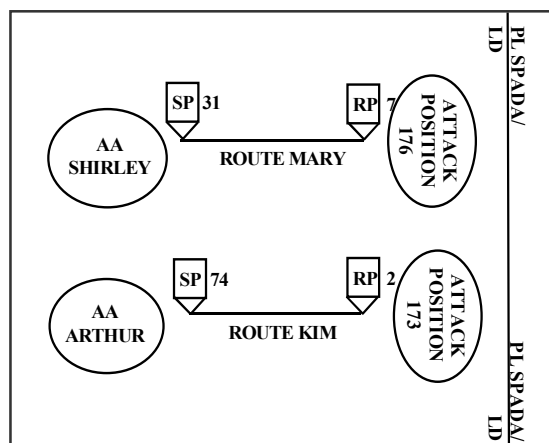 PL SPADA/
LD
SP 31
RP 7
ATTACK
POSITION
176
AA
SHIRLEY
ROUTE MARY
SP 74
RP 2
ATTACK
POSITION
173
AA
ARTHUR
ROUTE KIM
PL SPADA/
LD